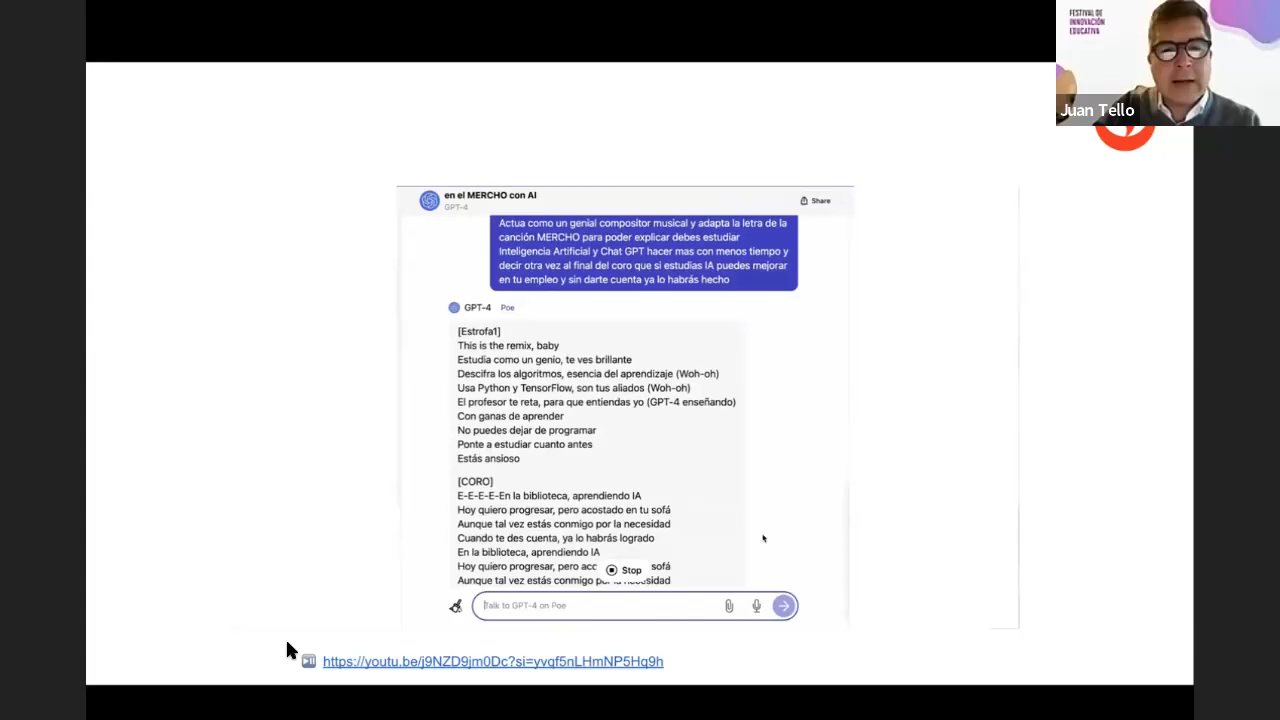 FESTIVAL DE
INNOVACIÓN
EDUCATIVA
Juan Tello
en el MERCHO con AI
GPT-4
Share
Actua como un genial compositor musical y adapta la letra de la
canción MERCHO para poder explicar debes estudiar
Inteligencia Artificial y Chat GPT hacer mas con menos tiempo y
decir otra vez al final del coro que si estudias IA puedes mejorar
en tu empleo y sin darte cuenta ya lo habrás hecho
GPT-4 Poe
[Estrofa1]
This is the remix, baby
Estudia como un genio, te ves brillante
Descifra los algoritmos, esencia del aprendizaje (Woh-oh)
Usa Python y TensorFlow, son tus aliados (Woh-oh)
El profesor te reta, para que entiendas yo (GPT-4 enseñando)
Con ganas de aprender
No puedes dejar de programar
Ponte a estudiar cuanto antes
Estás ansioso
[CORO]
E-E-E-E-En la biblioteca, aprendiendo IA
Hoy quiero progresar, pero acostado en tu sofá
Aunque tal vez estás conmigo por la necesidad
Cuando te des cuenta, ya lo habrás logrado
En la biblioteca, aprendiendo IA
Hoy quiero progresar, pero sofá
Stop
Aunque tal vez estás conmigo
Talk to GPT-4 on Poe
https://youtu.be/j9NZD9jm0Dc?si=yvqf5nLHmNP5Hq9h